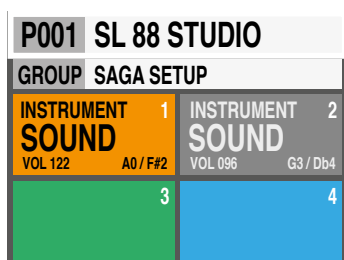 P001 SL 88 STUDIO
GROUP SAGA SETUP
INSTRUMENT 1
SOUND
VOL 122 A0 / F#2
INSTRUMENT 2
SOUND
VOL 096 G3 / Db4
3
4